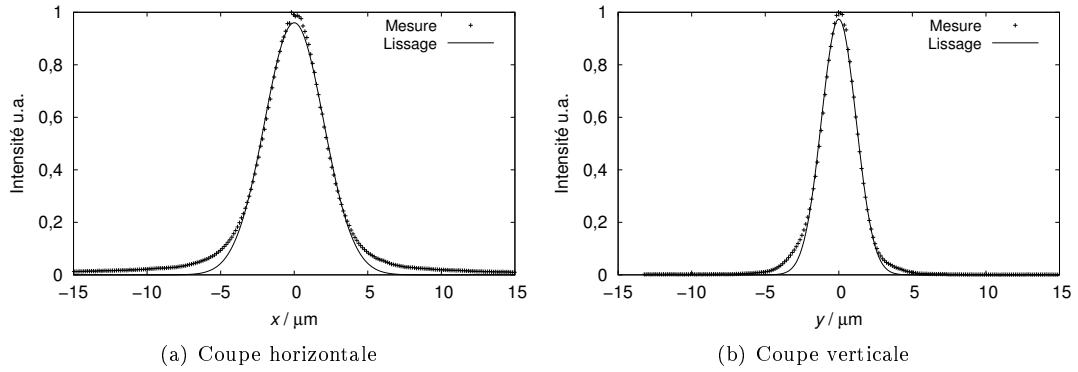 1
0,8
0,6
0,4
0,2
0
Intensité u.a.
Mesure
Lissage
−15 −10 −5 0 5 10 15
x / µm
(a) Coupe horizontale
1
0,8
0,6
0,4
0,2
0
Intensité u.a.
Mesure
Lissage
−15 −10 −5 0 5 10 15
y / µm
(b) Coupe verticale